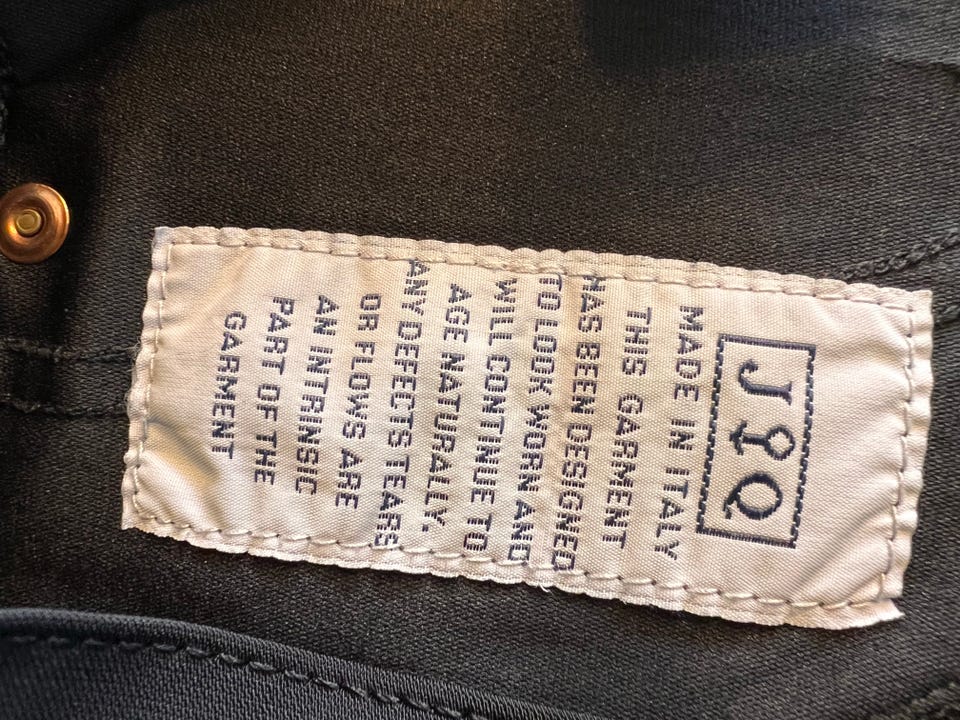 J Q
MADE IN ITALY
THIS GARMENT
HAS BEEN DESIGNED
TO LOOK WORN AND
WILL CONTINIE TO
AGE NATURALLY.
ANY DEFECTS TEARS
OR FLOWS ARE
AN INTRINSIC
PART OF THE
GARMENT